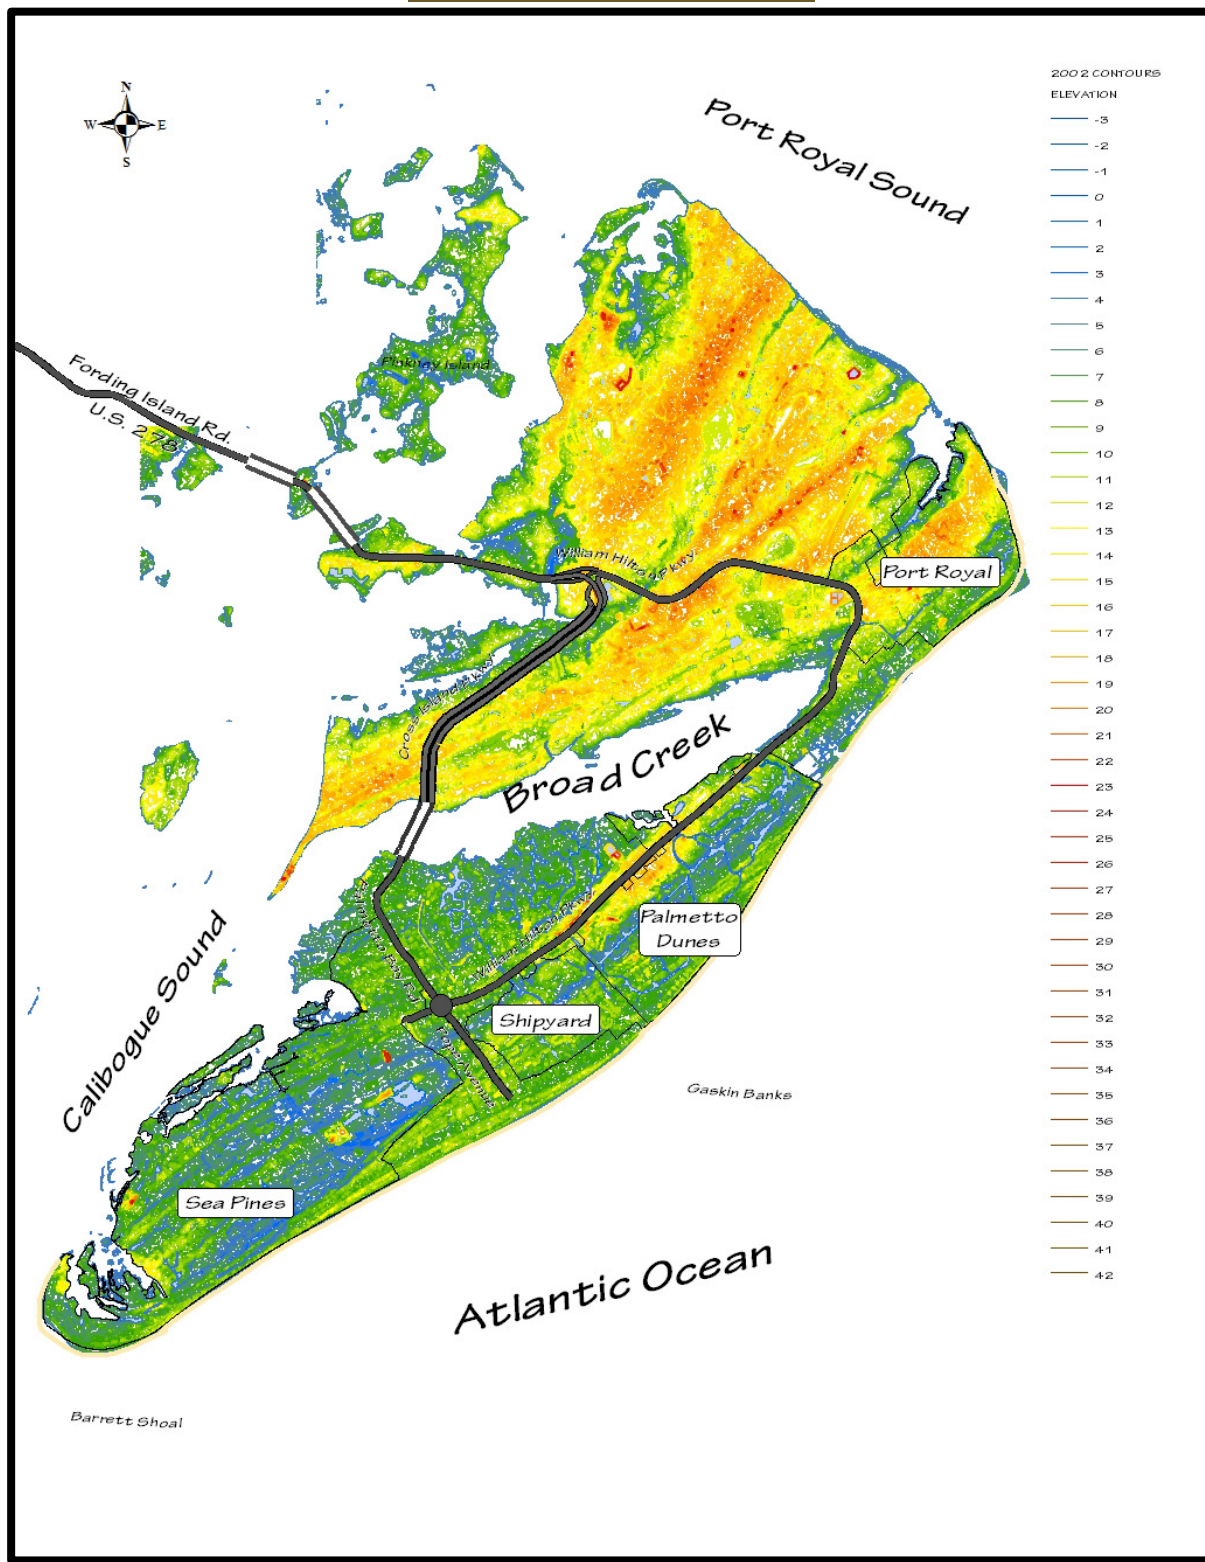 N
W E
S
Port Royal Sound
2002 CONTOURS
ELEVATION
-3
-2
-1
0
1
2
3
4
5
6
7
8
9
10
11
12
13
14
15
16
17
18
19
20
21
22
23
24
25
26
27
28
29
30
31
32
33
34
35
36
37
38
39
40
41
42
Pinkney Island
Fording Island Rd.
U.S. 278
William Hilton Pkwy.
Port Royal
Cross Island Pkwy.
Broad Creek
Palmetto
Dunes
Palmetto Bay Rd.
William Hilton Pkwy.
Calibogue Sound
Shipyard
Pope Avenue
Gaskin Banks
Sea Pines
Atlantic Ocean
Barrett Shoal